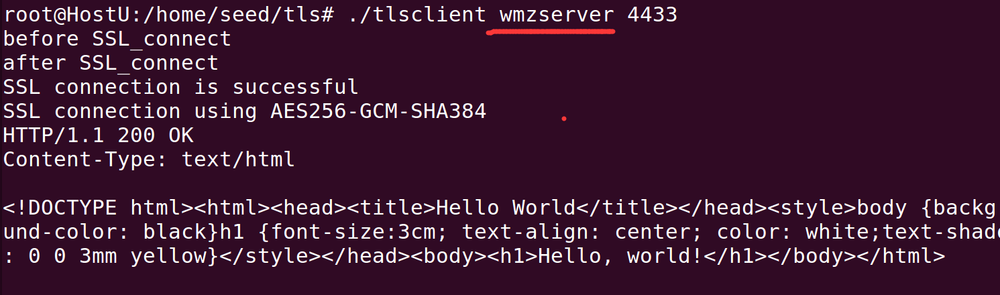 root@HostU:/home/seed/tls# ./tlsclient wmzserver 4433
before SSL_connect
after SSL_connect
SSL connection is successful
SSL connection using AES256-GCM-SHA384
HTTP/1.1 200 OK
Content-Type: text/html
<!DOCTYPE html><html><head><title>Hello World</title></head><style>body {backg
und-color: black}h1 {font-size:3cm; text-align: center; color: white;text-shad
: 0 0 3mm yellow}</style></head><body><h1>Hello, world!</h1></body></html>